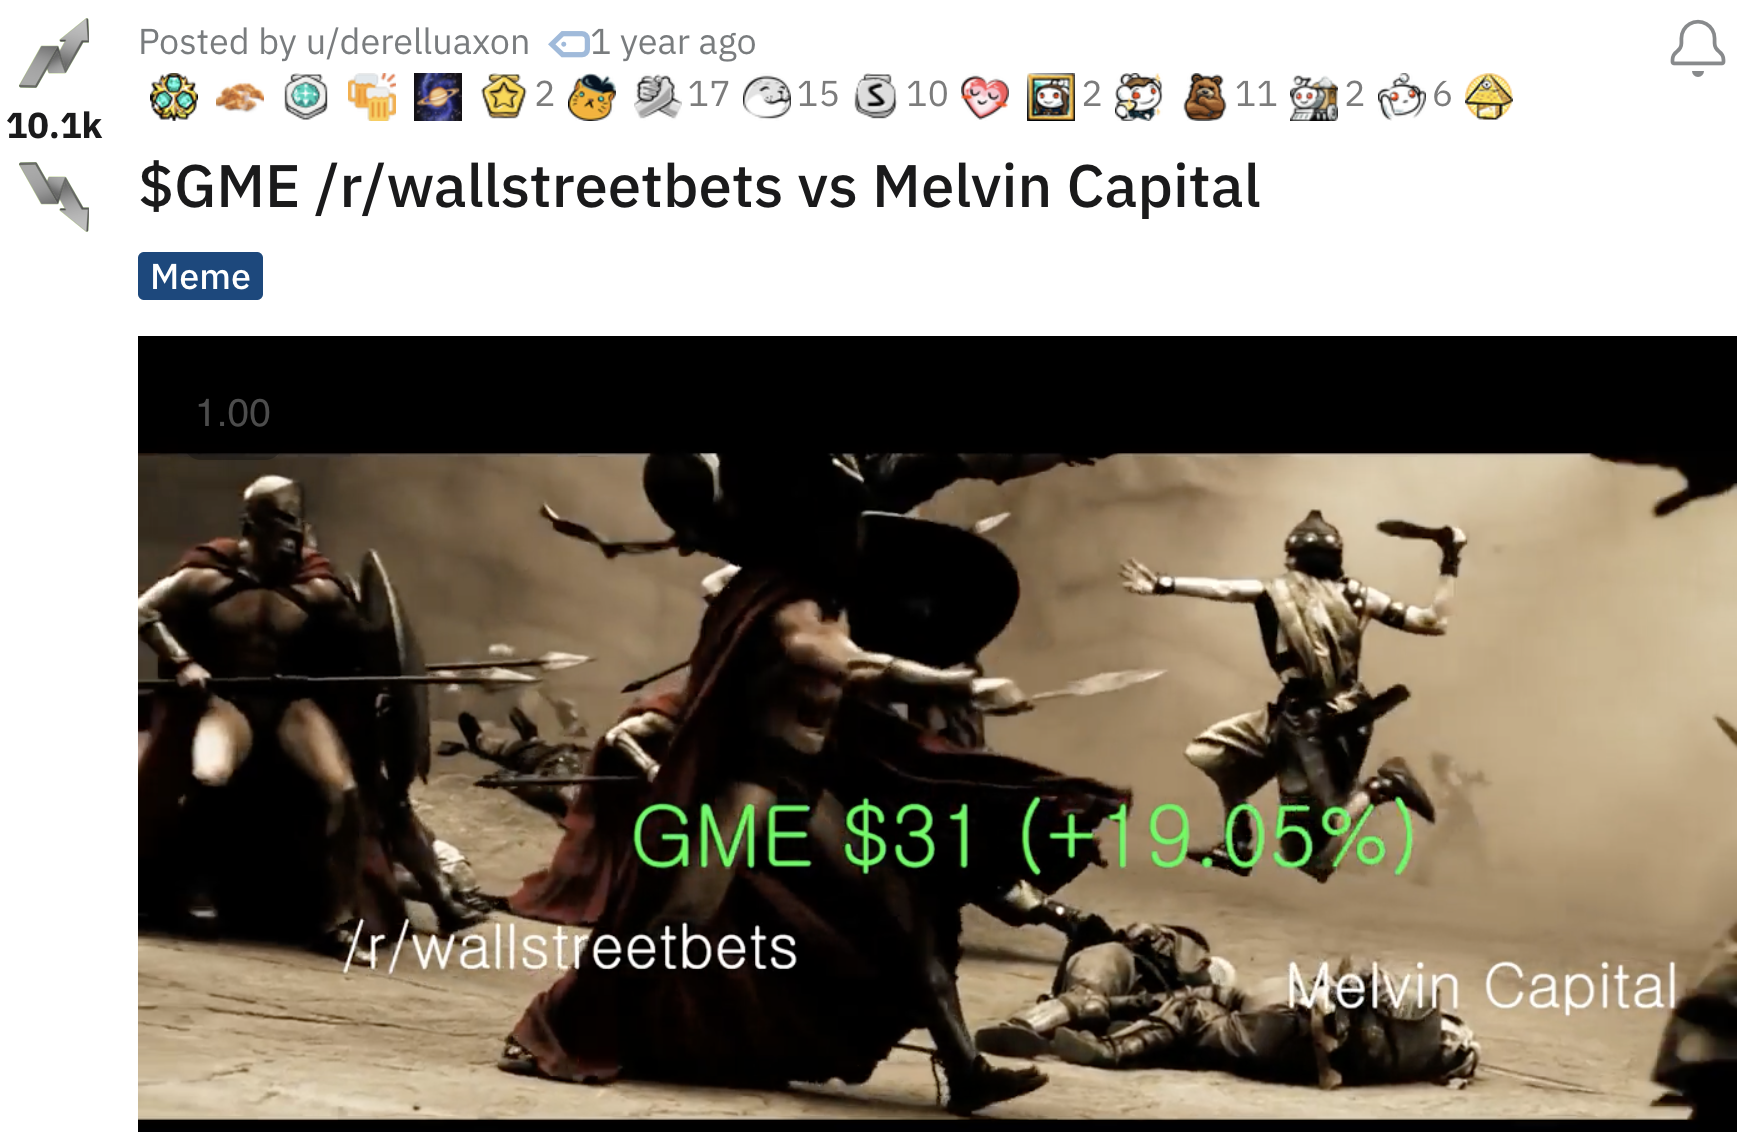 Posted by u/derelluaxon 1 year ago
2 17 15 S 10 2 11 2 6
10.1k
$GME /r/wallstreetbets vs Melvin Capital
Meme
1.00
GME $31 (+19.05%)
/r/wallstreetbets
Melvin Capital